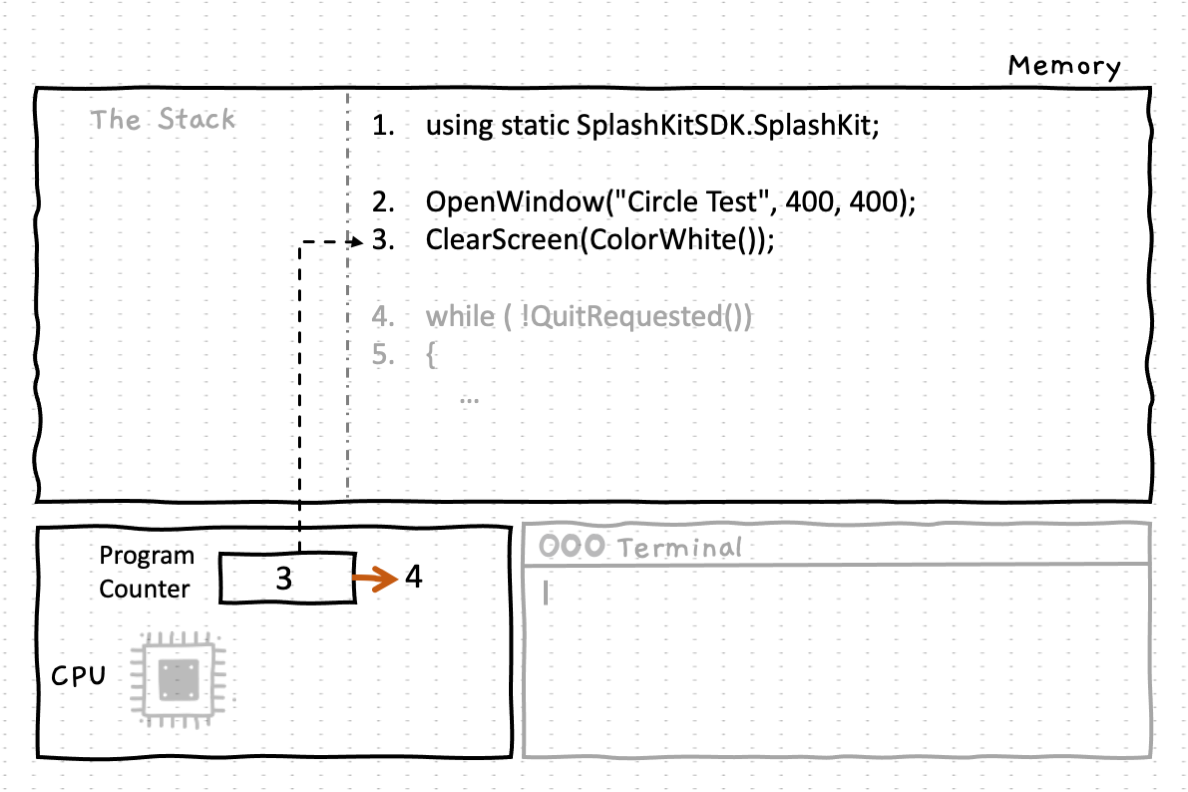 Memory
The Stack
1. using static SplashKitSDK.SplashKit;
2. OpenWindow("Circle Test", 400, 400);
3. ClearScreen(ColorWhite());
4. while ( !QuitRequested())
5. {
...
Program
Counter
3
4
CPU
Terminal